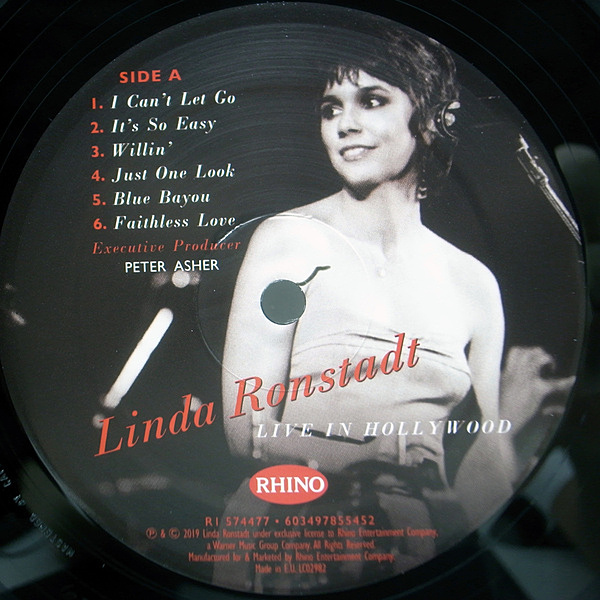 SIDE A
1. I Can't Let Go
2. It's So Easy
3. Willin'
4. Just One Look
5. Blue Bayou
6. Faithless Love
Executive Producer
PETER ASHER
Linda Ronstadt
LIVE IN HOLLYWOOD
RHINO
R1 574477 • 603497855452
℗ & © 2019 Linda Ronstadt under exclusive license to Rhino Entertainment Company,
a Warner Music Group Company. All Rights Reserved.
Manufactured for & Marketed by Rhino Entertainment Company.
Made in E.U. LC02982